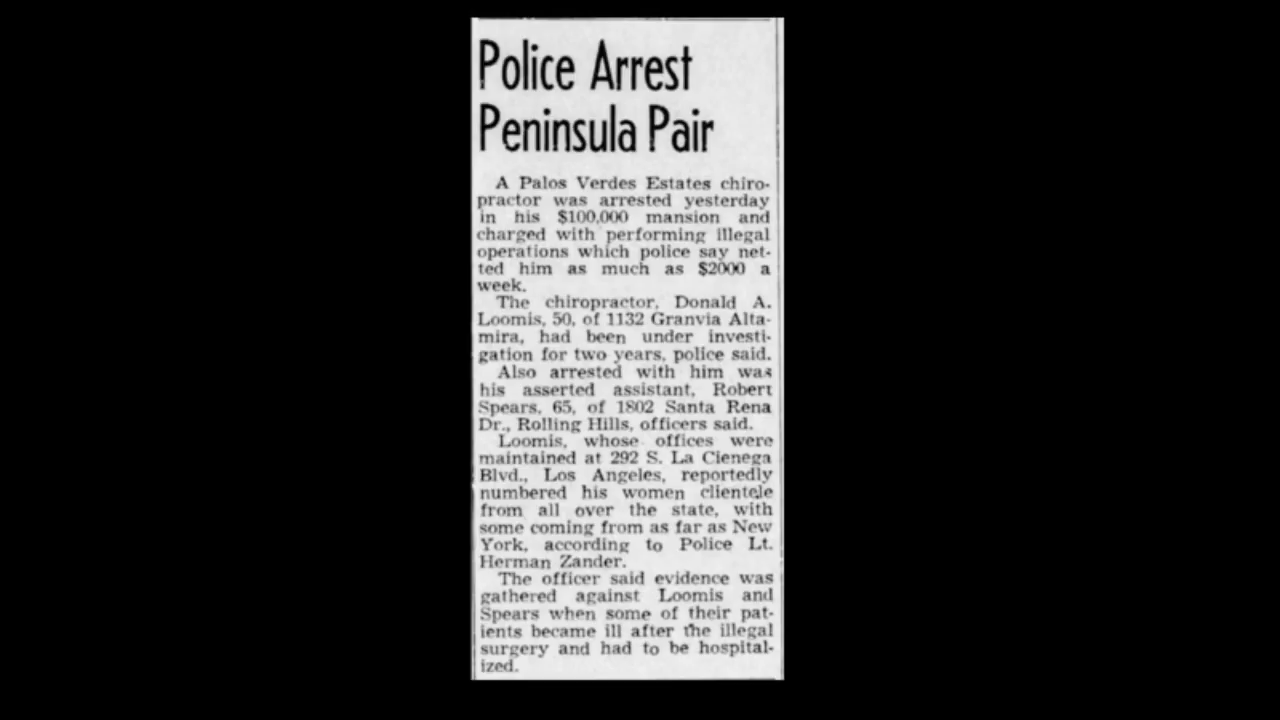 Police Arrest
Peninsula Pair
A Palos Verdes Estates chiro-
practor was arrested yesterday
in his $100,000 mansion and
charged with performing illegal
operations which police say net-
ted him as much as $2000 a
week.
The chiropractor, Donald A.
Loomis, 50, of 1132 Granvia Alta-
mira, had been under investi-
gation for two years, police said.
Also arrested with him was
his asserted assistant, Robert
Spears, 65, of 1802 Santa Rena
Dr., Rolling Hills, officers said.
Loomis, whose offices were
maintained at 292 S. La Cienega
Blvd., Los Angeles, reportedly
numbered his women clientele
from all over the state, with
some coming from as far as New
York, according to Police Lt.
Herman Zander.
The officer said evidence was
gathered against Loomis and
Spears when some of their pat-
ients became ill after the illegal
surgery and had to be hospital-
ized.